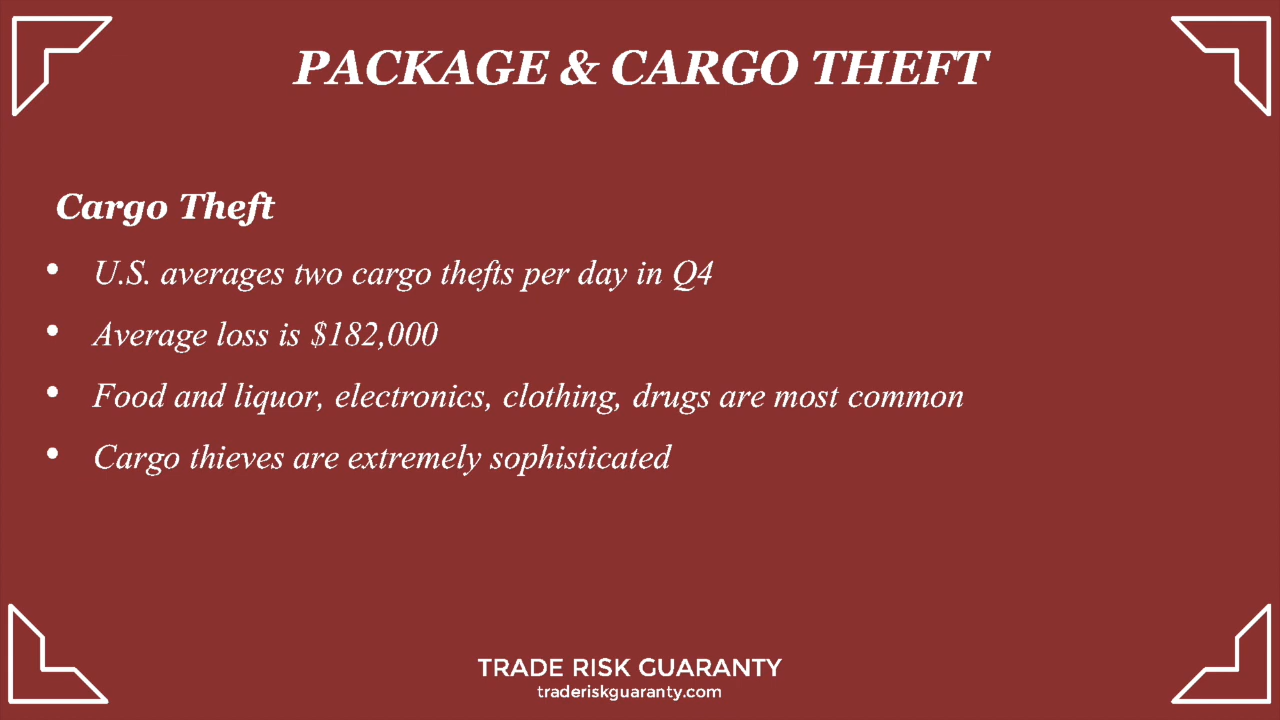 PACKAGE & CARGO THEFT
Cargo Theft
• U.S. averages two cargo thefts per day in Q4
• Average loss is $182,000
• Food and liquor, electronics, clothing, drugs are most common
• Cargo thieves are extremely sophisticated
TRADE RISK GUARANTY
traderiskguaranty.com